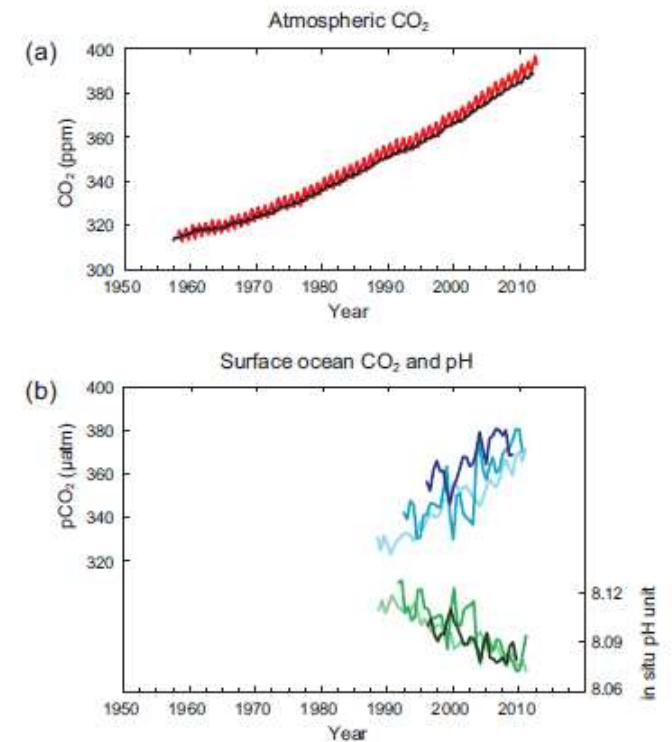 Atmospheric CO₂
(a)
400
380
360
340
320
300
CO₂ (ppm)
1950 1960 1970 1980 1990 2000 2010
Year
Surface ocean CO₂ and pH
(b)
400
380
360
340
320
pCO₂ (µatm)
8.12
8.09
8.06
in situ pH unit
1950 1960 1970 1980 1990 2000 2010
Year